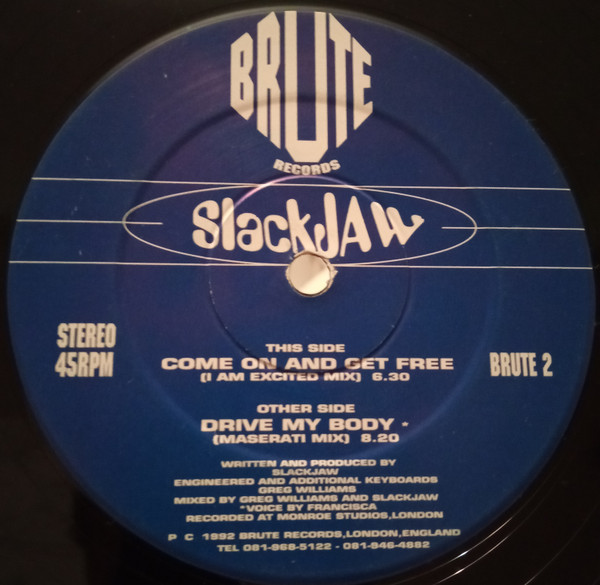 BRUTE
RECORDS
SlackJAW
STEREO
45RPM
BRUTE 2
THIS SIDE
COME ON AND GET FREE
(I AM EXCITED MIX) 6.30
OTHER SIDE
DRIVE MY BODY *
(MASERATI MIX) 8.20
WRITTEN AND PRODUCED BY
SLACKJAW
ENGINEERED AND ADDITIONAL KEYBOARDS
GREG WILLIAMS
MIXED BY GREG WILLIAMS AND SLACKJAW
*VOICE BY FRANCISCA
RECORDED AT MONROE STUDIOS,LONDON
P C 1992 BRUTE RECORDS,LONDON,ENGLAND
TEL 081-968-5122 - 081-846-4882